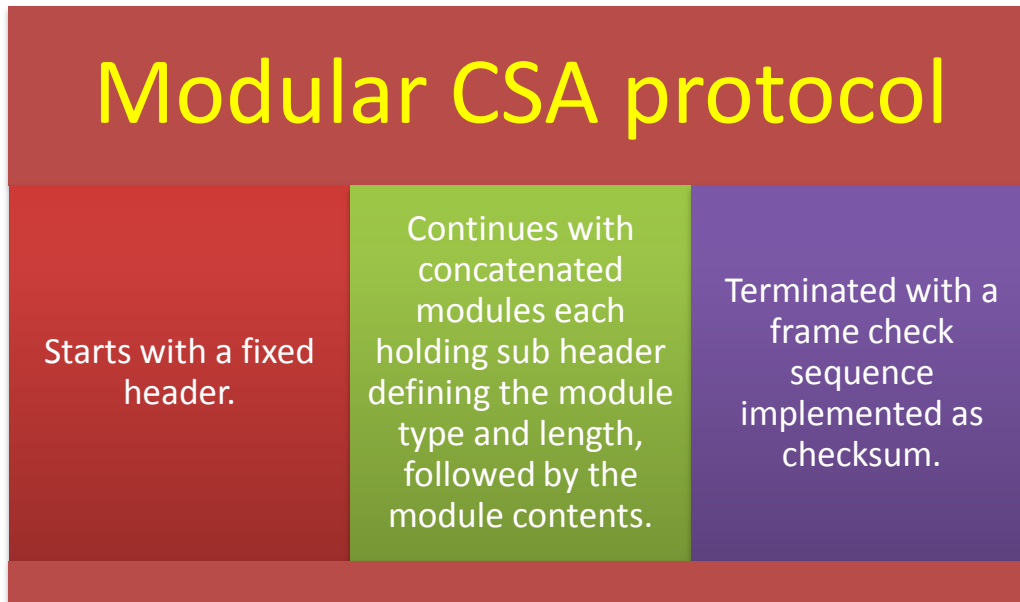 Modular CSA protocol
Starts with a fixed
header.
Continues with
concatenated
modules each
holding sub header
defining the module
type and length,
followed by the
module contents.
Terminated with a
frame check
sequence
implemented as
checksum.